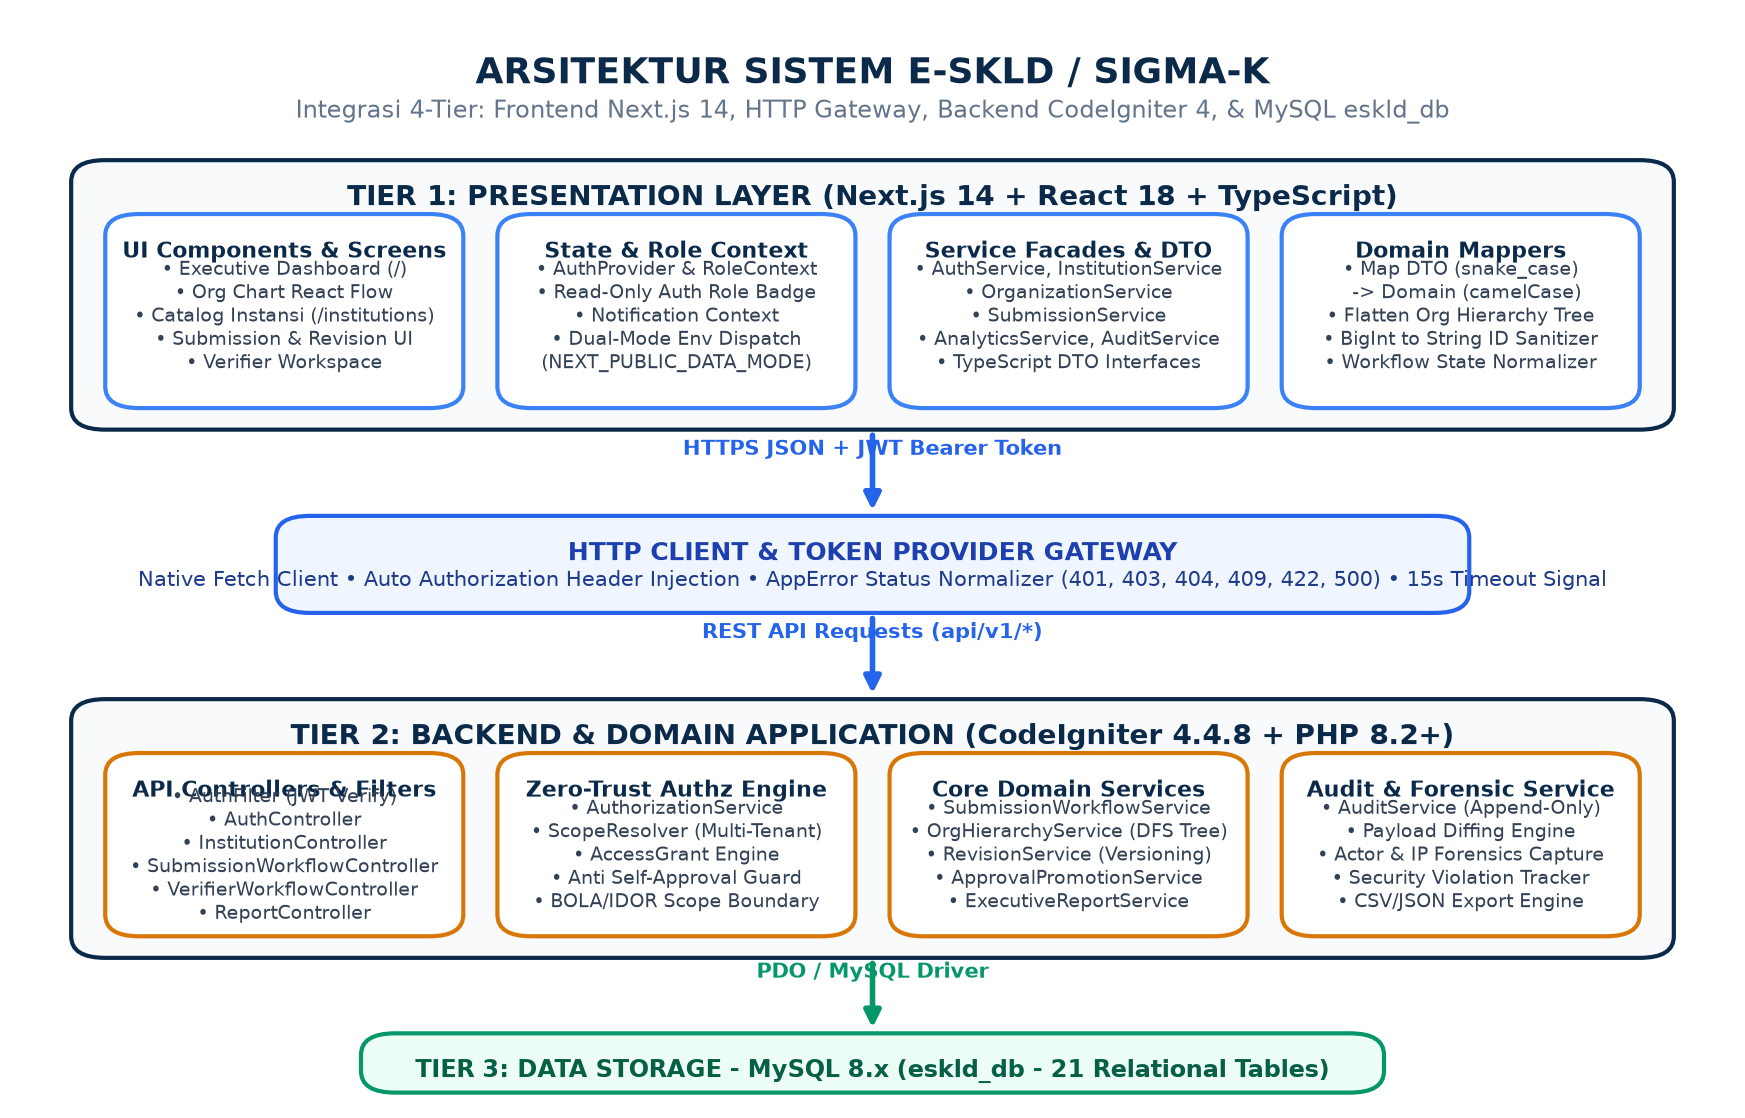 ARSITEKTUR SISTEM E-SKLD / SIGMA-K
Integrasi 4-Tier: Frontend Next.js 14, HTTP Gateway, Backend CodeIgniter 4, & MySQL eskld_db
TIER 1: PRESENTATION LAYER (Next.js 14 + React 18 + TypeScript)
UI Components & Screens
• Executive Dashboard (/)
• Org Chart React Flow
• Catalog Instansi (/institutions)
• Submission & Revision UI
• Verifier Workspace
State & Role Context
• AuthProvider & RoleContext
• Read-Only Auth Role Badge
• Notification Context
• Dual-Mode Env Dispatch
(NEXT_PUBLIC_DATA_MODE)
Service Facades & DTO
• AuthService, InstitutionService
• OrganizationService
• SubmissionService
• AnalyticsService, AuditService
• TypeScript DTO Interfaces
Domain Mappers
• Map DTO (snake_case)
-> Domain (camelCase)
• Flatten Org Hierarchy Tree
• BigInt to String ID Sanitizer
• Workflow State Normalizer
HTTPS JSON + JWT Bearer Token
HTTP CLIENT & TOKEN PROVIDER GATEWAY
Native Fetch Client • Auto Authorization Header Injection • AppError Status Normalizer (401, 403, 404, 409, 422, 500) • 15s Timeout Signal
REST API Requests (api/v1/*)
TIER 2: BACKEND & DOMAIN APPLICATION (CodeIgniter 4.4.8 + PHP 8.2+)
API Controllers & Filters
• AuthFilter (JWT Verify)
• AuthController
• InstitutionController
• SubmissionWorkflowController
• VerifierWorkflowController
• ReportController
Zero-Trust Authz Engine
• AuthorizationService
• ScopeResolver (Multi-Tenant)
• AccessGrant Engine
• Anti Self-Approval Guard
• BOLA/IDOR Scope Boundary
Core Domain Services
• SubmissionWorkflowService
• OrgHierarchyService (DFS Tree)
• RevisionService (Versioning)
• ApprovalPromotionService
• ExecutiveReportService
Audit & Forensic Service
• AuditService (Append-Only)
• Payload Diffing Engine
• Actor & IP Forensics Capture
• Security Violation Tracker
• CSV/JSON Export Engine
PDO / MySQL Driver
TIER 3: DATA STORAGE - MySQL 8.x (eskld_db - 21 Relational Tables)